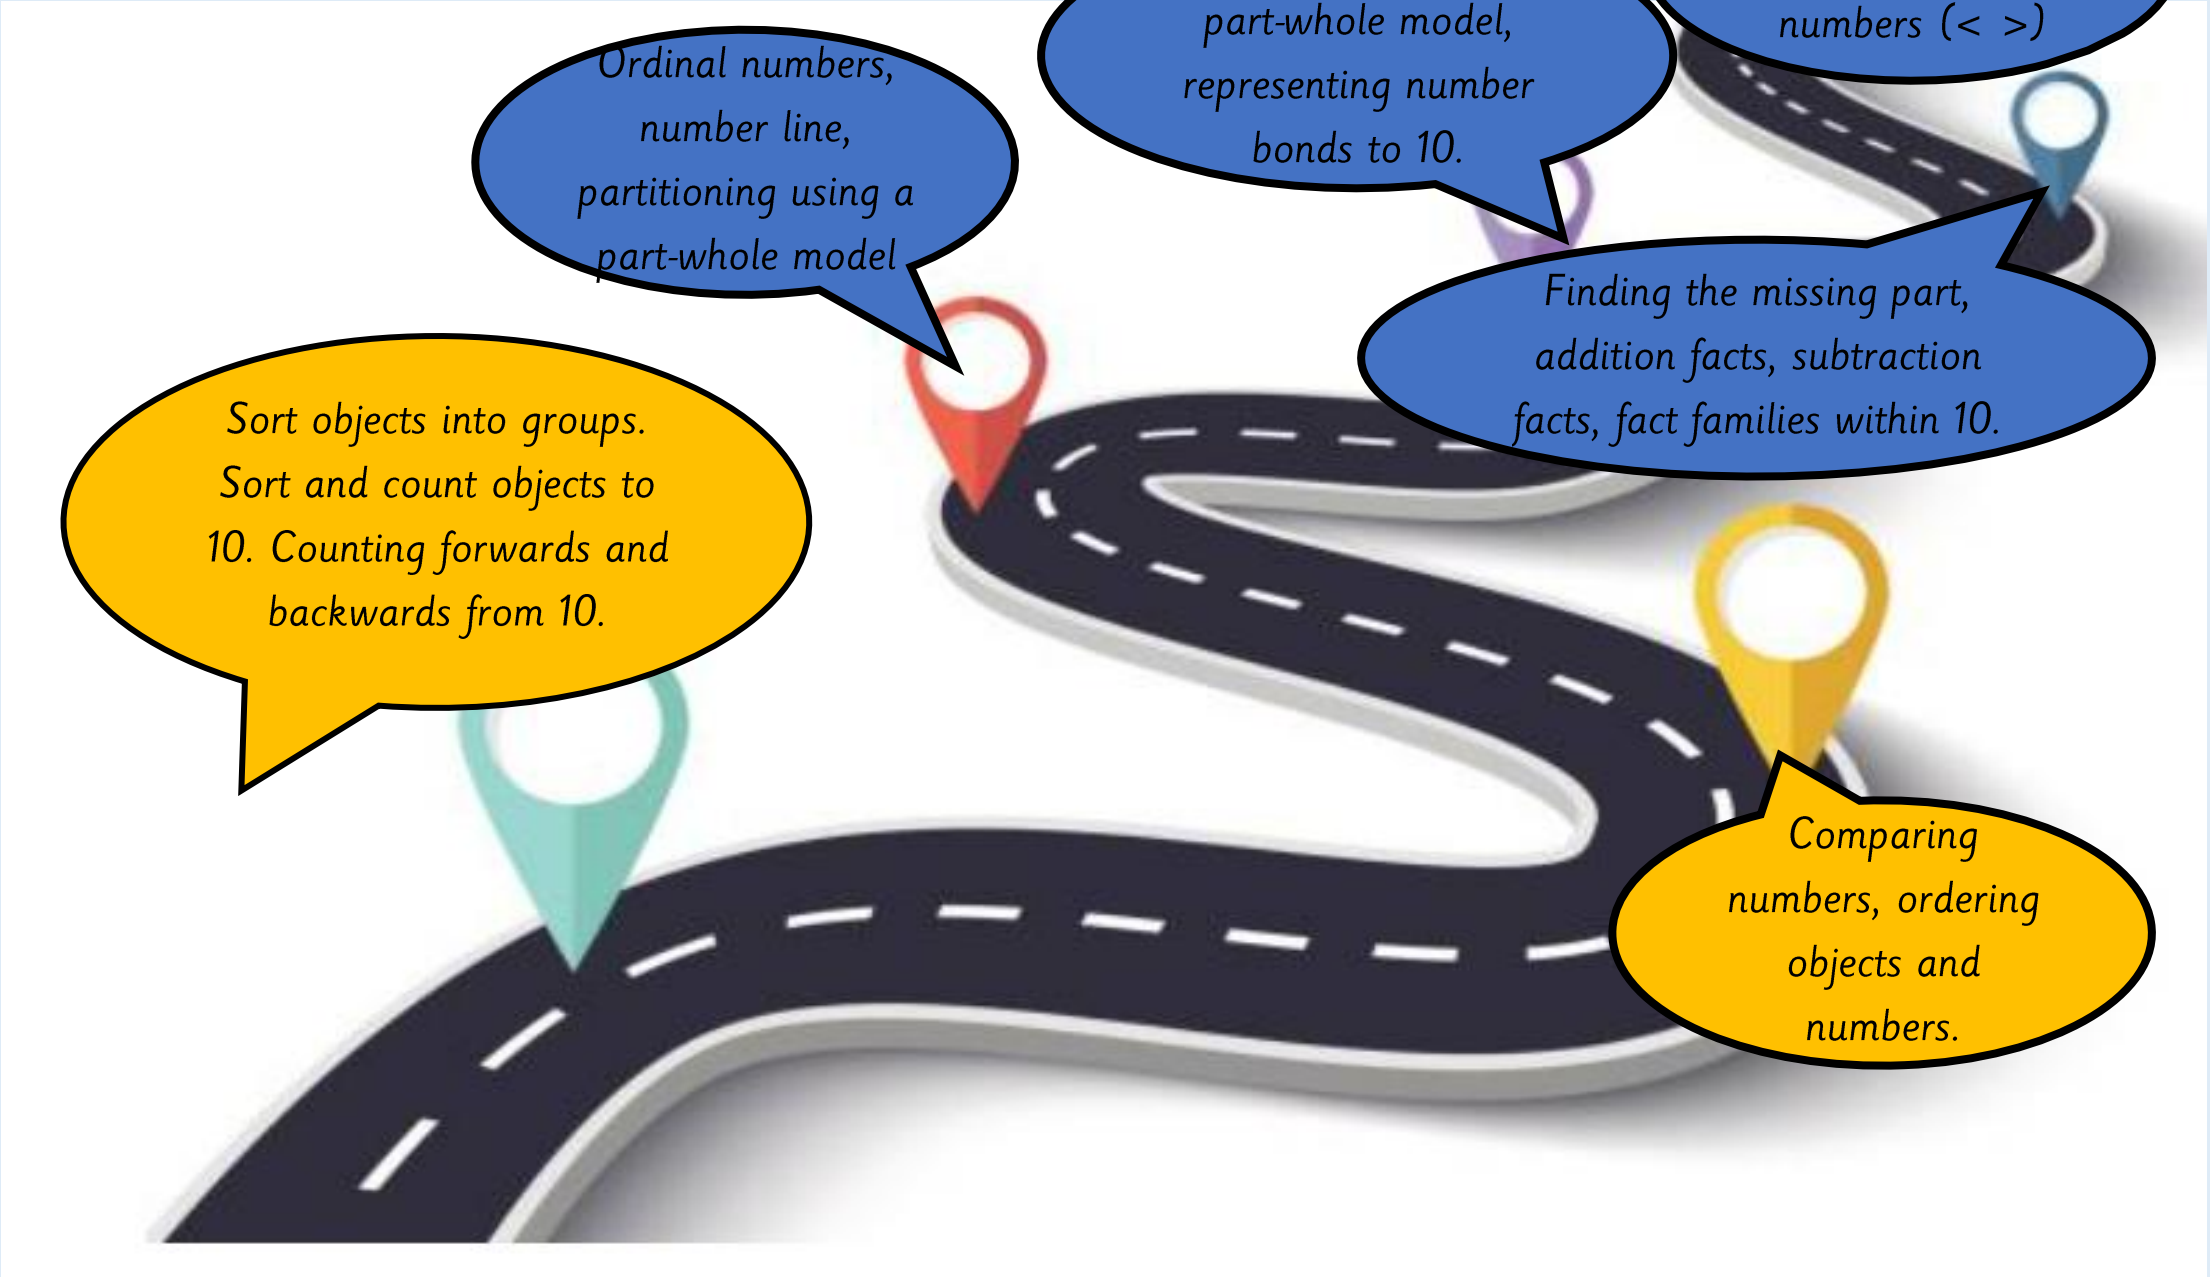 part-whole model,
representing number
bonds to 10.
numbers (< >)
Ordinal numbers,
number line,
partitioning using a
part-whole model
Finding the missing part,
addition facts, subtraction
facts, fact families within 10.
Sort objects into groups.
Sort and count objects to
10. Counting forwards and
backwards from 10.
Comparing
numbers, ordering
objects and
numbers.